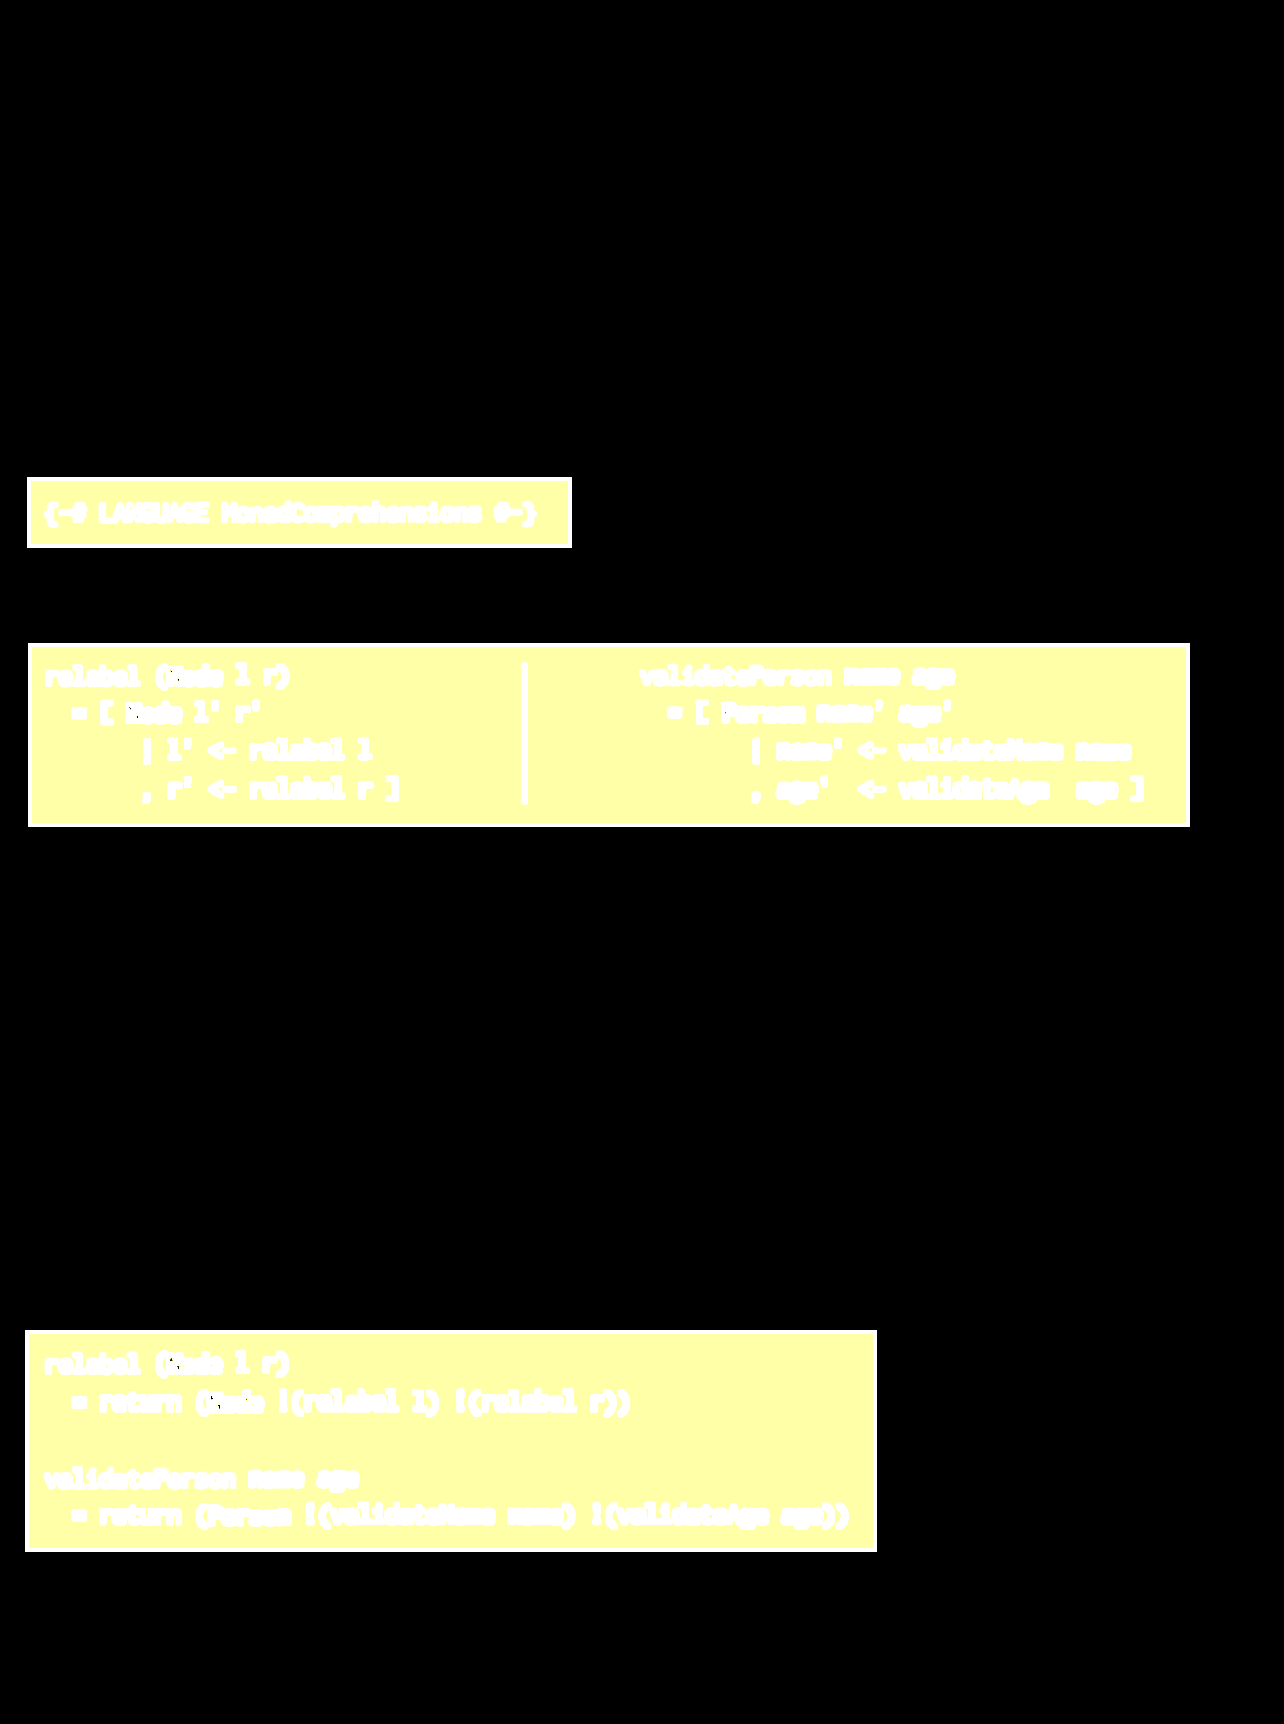 {-# LANGUAGE MonadComprehensions #-}
relabel (Node l r)
  = [ Node l' r'
       | l' <- relabel l
       , r' <- relabel r ]
validatePerson name age
  = [ Person name' age'
        | name' <- validateName name
        , age'  <- validateAge  age ]
relabel (Node l r)
  = return (Node !(relabel l) !(relabel r))
validatePerson name age
  = return (Person !(validateName name) !(validateAge age))